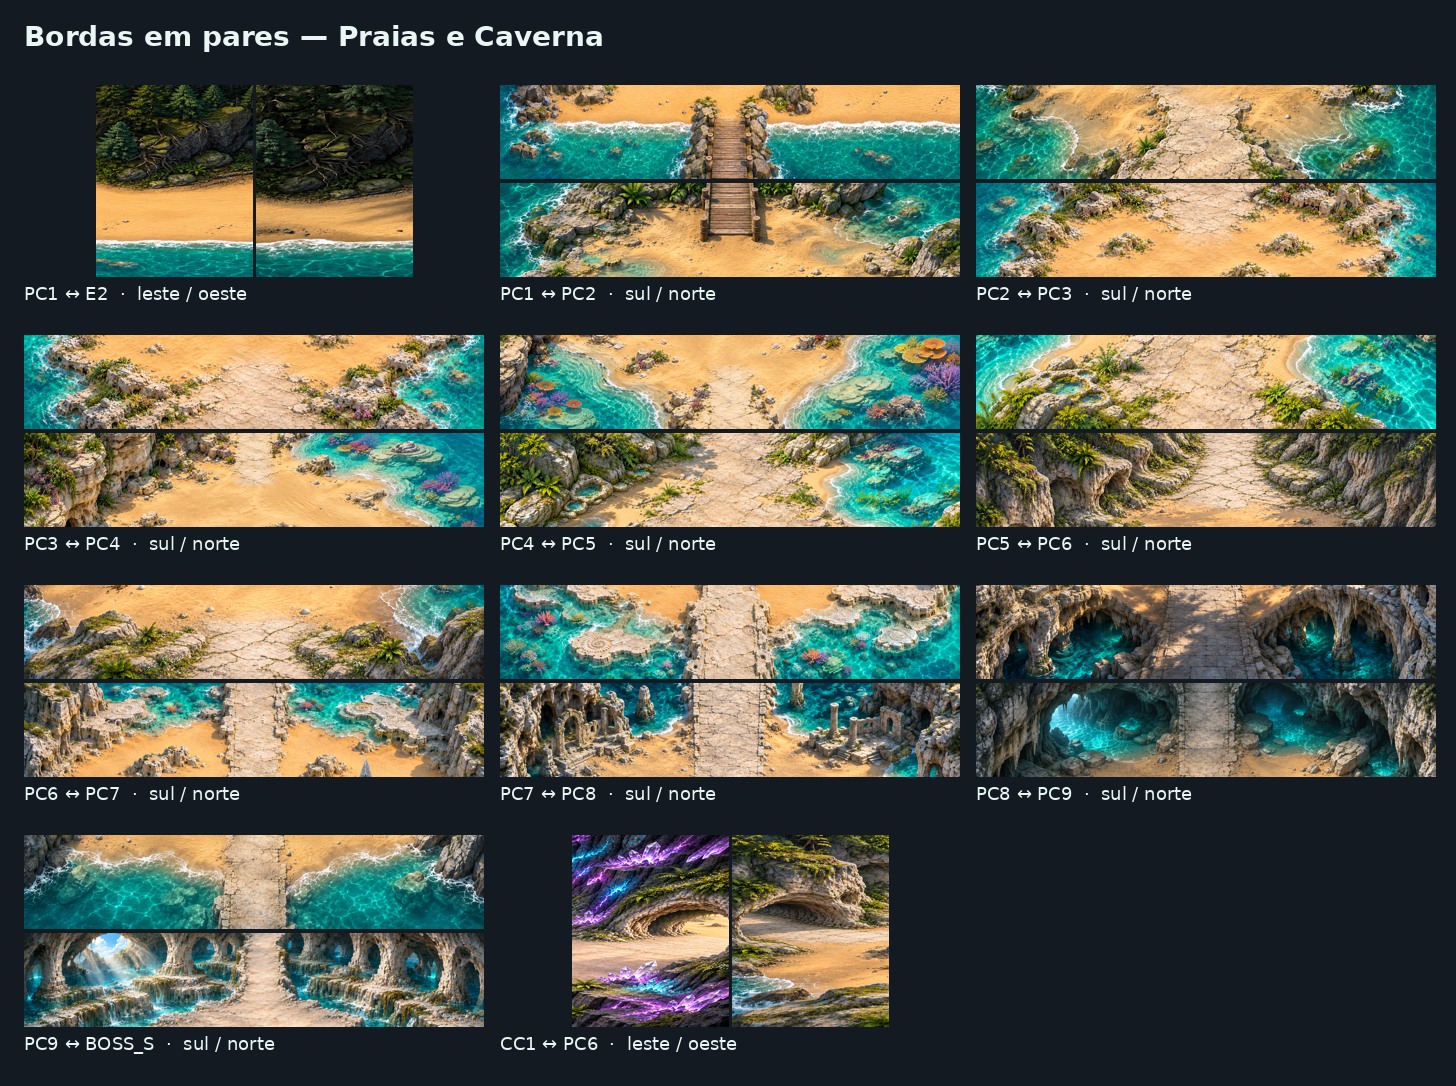 Bordas em pares — Praias e Caverna
PC1 ↔ E2 · leste / oeste
PC1 ↔ PC2 · sul / norte
PC2 ↔ PC3 · sul / norte
PC3 ↔ PC4 · sul / norte
PC4 ↔ PC5 · sul / norte
PC5 ↔ PC6 · sul / norte
PC6 ↔ PC7 · sul / norte
PC7 ↔ PC8 · sul / norte
PC8 ↔ PC9 · sul / norte
PC9 ↔ BOSS_S · sul / norte
CC1 ↔ PC6 · leste / oeste